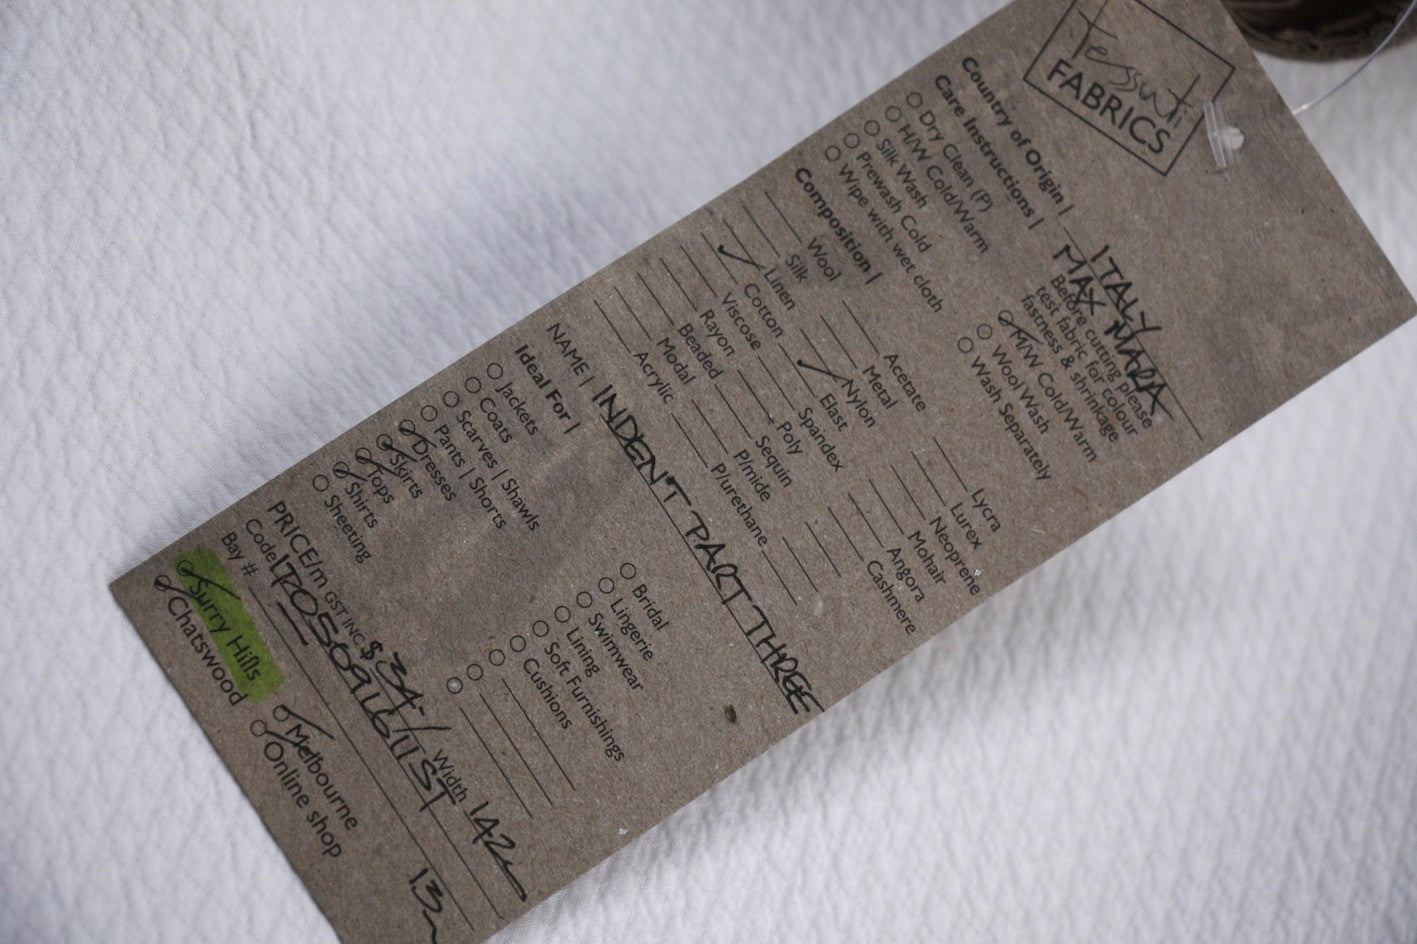 Tessuti
FABRICS
Country of Origin | ITALY
Care Instructions | MAX MARA
Dry Clean (P)
H/W Cold/Warm
Silk Wash
Prewash Cold
Wipe with wet cloth
Before cutting please
test fabric for colour
fastness & shrinkage
M/W Cold/Warm
Wool Wash
Wash Separately
Composition |
Wool
Silk
Linen
Cotton
Viscose
Rayon
Beaded
Modal
Acrylic
Acetate
Metal
Nylon
Elast
Spandex
Poly
Sequin
P/mide
P/urethane
Lycra
Lurex
Neoprene
Mohair
Angora
Cashmere
NAME | INDENT PART THREE
Ideal For |
Jackets
Coats
Scarves | Shawls
Pants | Shorts
Dresses
Skirts
Tops
Shirts
Sheeting
Bridal
Lingerie
Swimwear
Lining
Soft Furnishings
Cushions
PRICE/m GST INC. $34.-/ Width 142
Code
Bay #
Surry Hills
Chatswood
Melbourne
Online shop